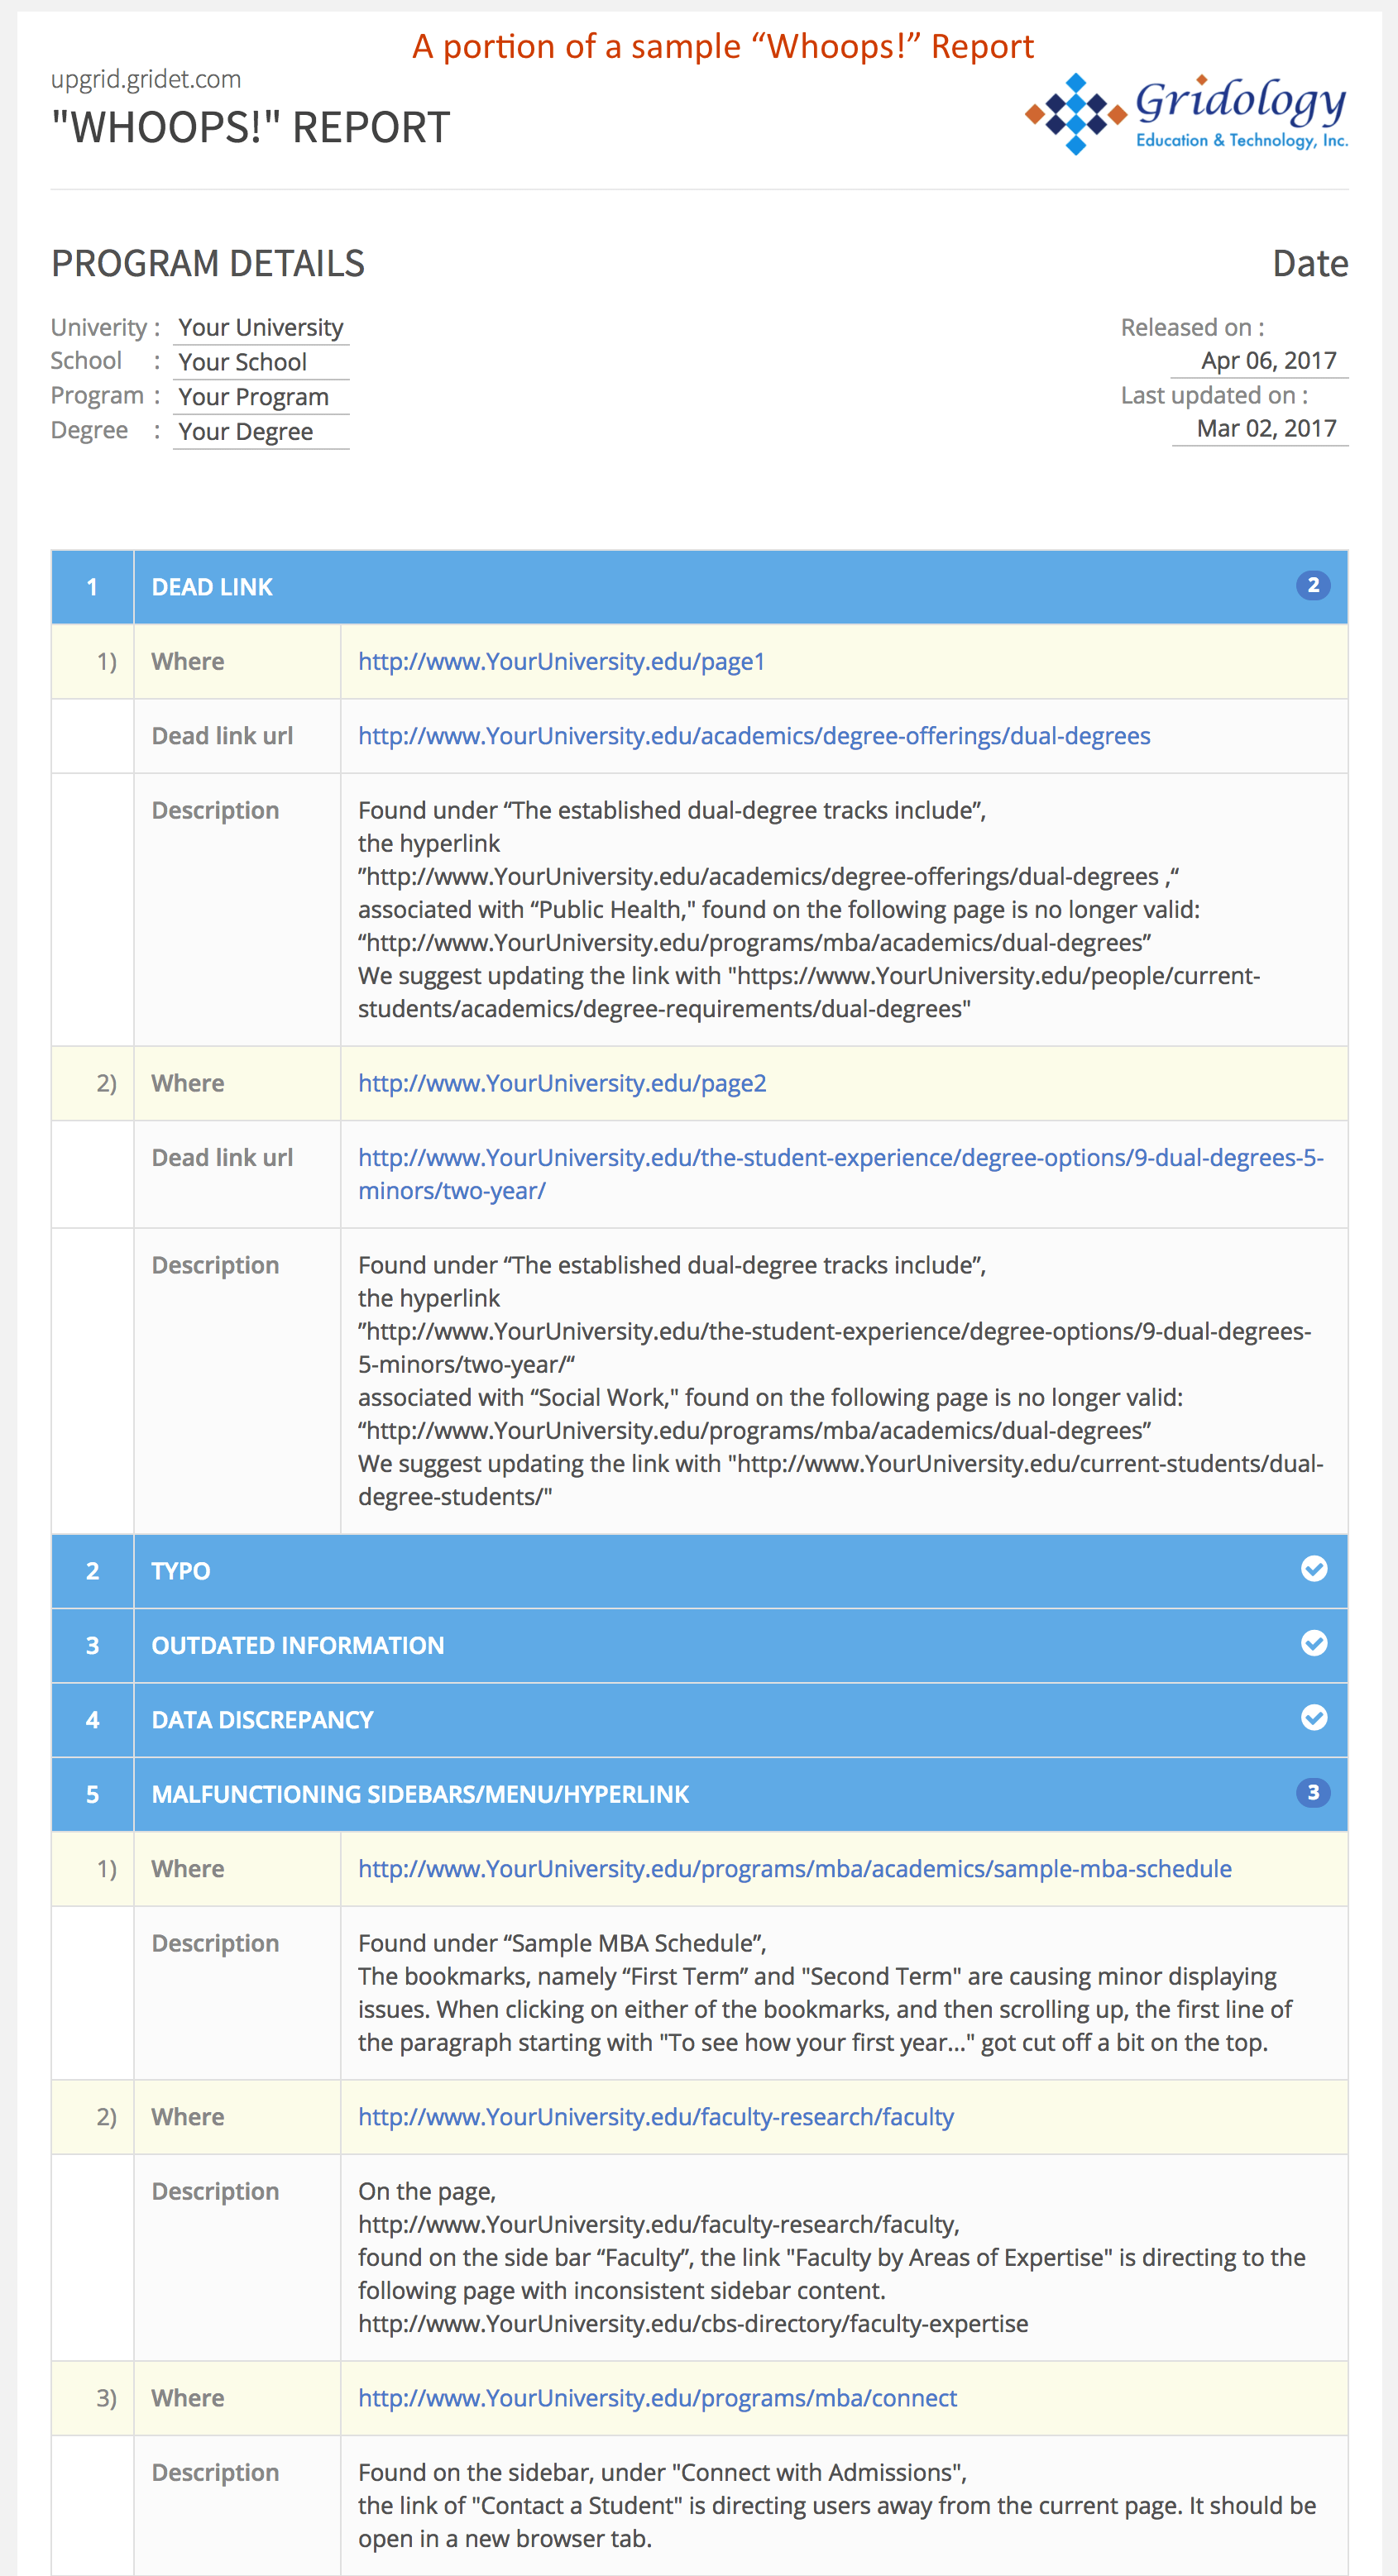 A portion of a sample “Whoops!” Report
upgrid.gridet.com
"WHOOPS!" REPORT
Gridology
Education & Technology, Inc.
PROGRAM DETAILS
Date
Univerity : Your University
School : Your School
Program : Your Program
Degree : Your Degree
Released on :
Apr 06, 2017
Last updated on :
Mar 02, 2017
1 DEAD LINK 2
1) Where http://www.YourUniversity.edu/page1
Dead link url http://www.YourUniversity.edu/academics/degree-offerings/dual-degrees
Description Found under “The established dual-degree tracks include”,
the hyperlink
”http://www.YourUniversity.edu/academics/degree-offerings/dual-degrees ,“
associated with “Public Health," found on the following page is no longer valid:
“http://www.YourUniversity.edu/programs/mba/academics/dual-degrees”
We suggest updating the link with "https://www.YourUniversity.edu/people/current-
students/academics/degree-requirements/dual-degrees"
2) Where http://www.YourUniversity.edu/page2
Dead link url http://www.YourUniversity.edu/the-student-experience/degree-options/9-dual-degrees-5-
minors/two-year/
Description Found under “The established dual-degree tracks include”,
the hyperlink
”http://www.YourUniversity.edu/the-student-experience/degree-options/9-dual-degrees-
5-minors/two-year/“
associated with “Social Work," found on the following page is no longer valid:
“http://www.YourUniversity.edu/programs/mba/academics/dual-degrees”
We suggest updating the link with "http://www.YourUniversity.edu/current-students/dual-
degree-students/"
2 TYPO
3 OUTDATED INFORMATION
4 DATA DISCREPANCY
5 MALFUNCTIONING SIDEBARS/MENU/HYPERLINK 3
1) Where http://www.YourUniversity.edu/programs/mba/academics/sample-mba-schedule
Description Found under “Sample MBA Schedule”,
The bookmarks, namely “First Term” and "Second Term" are causing minor displaying
issues. When clicking on either of the bookmarks, and then scrolling up, the first line of
the paragraph starting with "To see how your first year..." got cut off a bit on the top.
2) Where http://www.YourUniversity.edu/faculty-research/faculty
Description On the page,
http://www.YourUniversity.edu/faculty-research/faculty,
found on the side bar “Faculty”, the link "Faculty by Areas of Expertise" is directing to the
following page with inconsistent sidebar content.
http://www.YourUniversity.edu/cbs-directory/faculty-expertise
3) Where http://www.YourUniversity.edu/programs/mba/connect
Description Found on the sidebar, under "Connect with Admissions",
the link of "Contact a Student" is directing users away from the current page. It should be
open in a new browser tab.